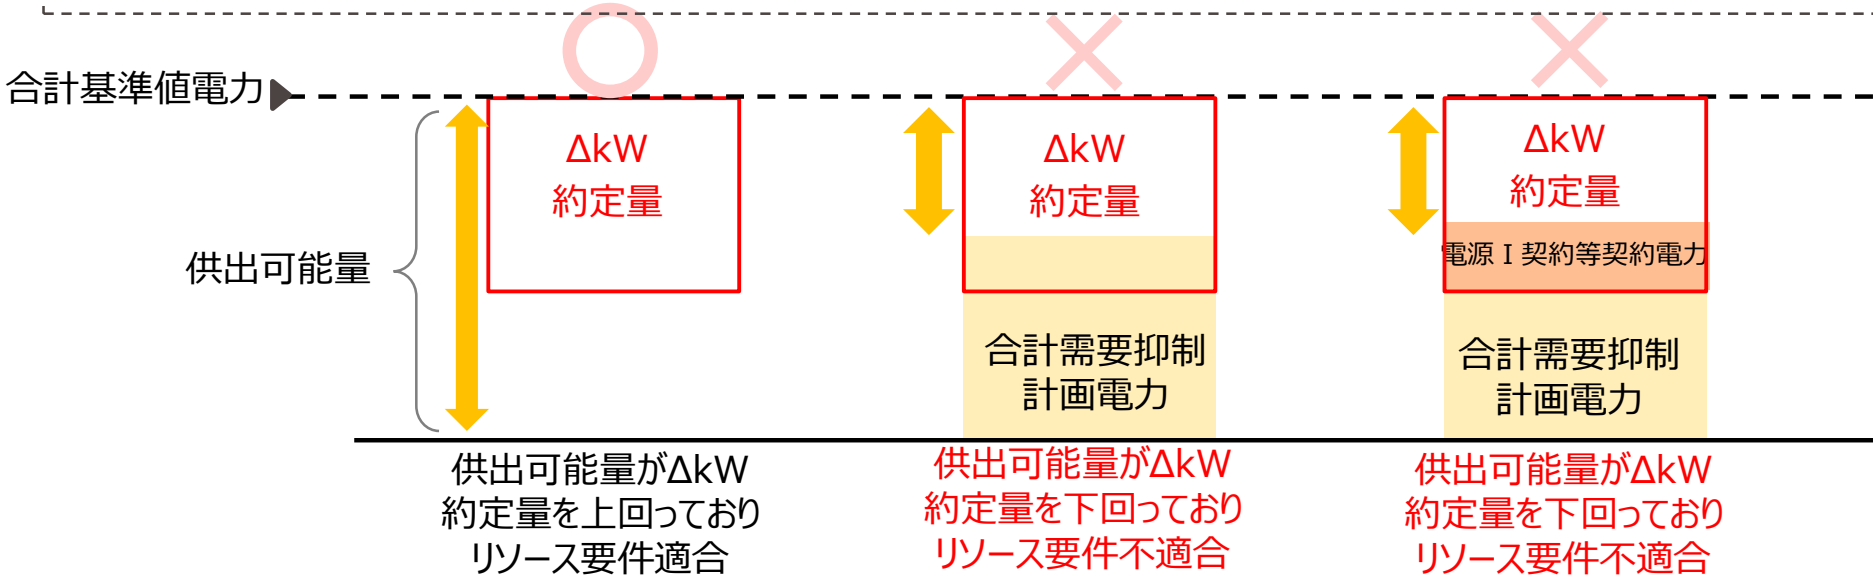 合計基準値電力
供出可能量
ΔkW
約定量
供出可能量がΔkW
約定量を上回っており
リソース要件適合
ΔkW
約定量
合計需要抑制
計画電力
供出可能量がΔkW
約定量を下回っており
リソース要件不適合
ΔkW
約定量
電源Ⅰ契約等契約電力
合計需要抑制
計画電力
供出可能量がΔkW
約定量を下回っており
リソース要件不適合